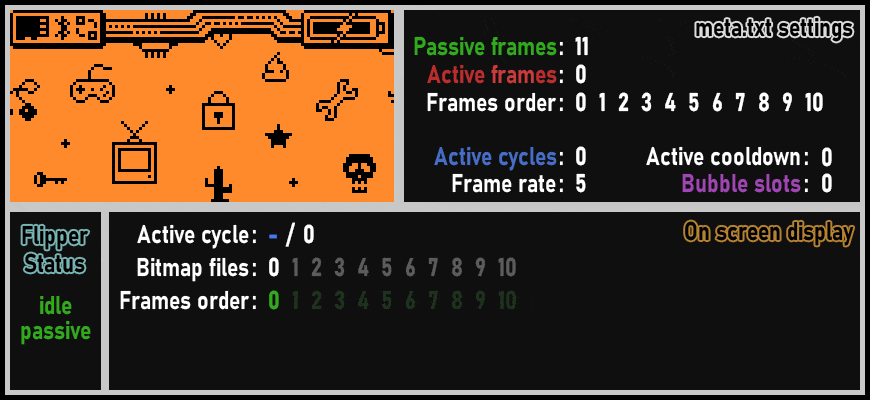 meta.txt settings
Passive frames: 11
Active frames: 0
Frames order: 0 1 2 3 4 5 6 7 8 9 10
Active cycles: 0 Active cooldown: 0
Frame rate: 5 Bubble slots: 0
Flipper
Status
idle
passive
On screen display
Active cycle: - / 0
Bitmap files: 0 1 2 3 4 5 6 7 8 9 10
Frames order: 0 1 2 3 4 5 6 7 8 9 10